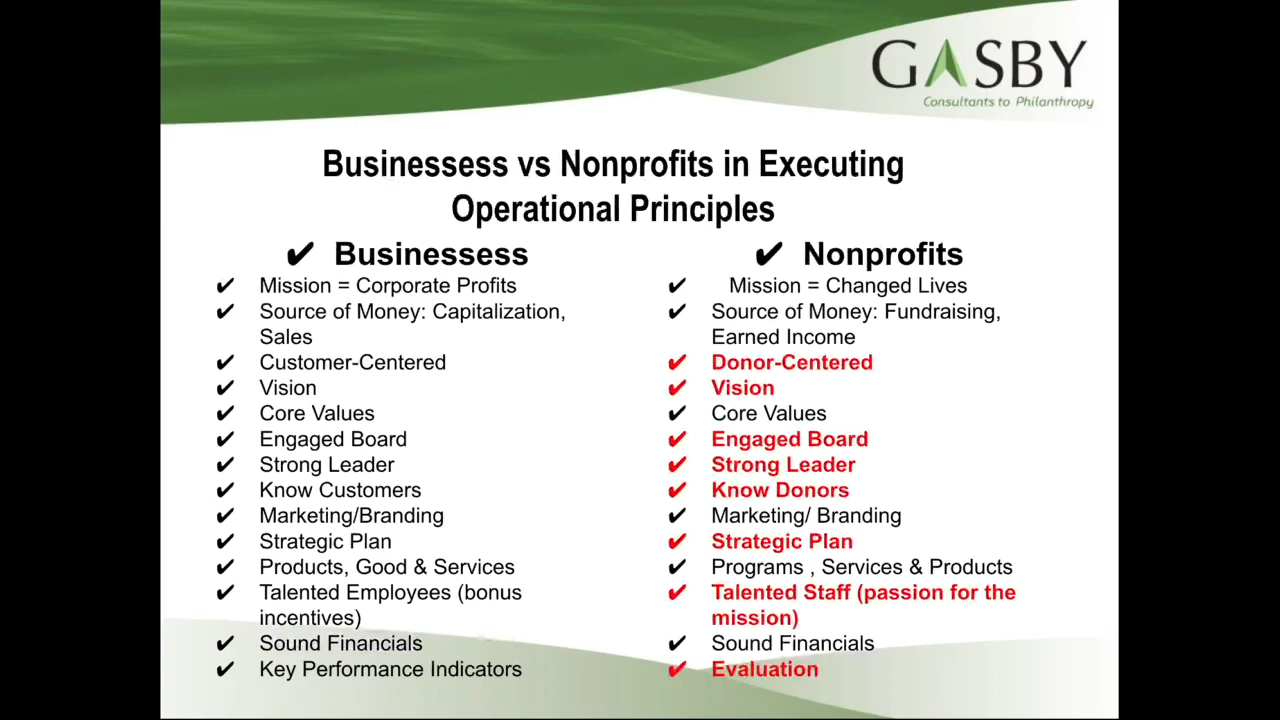 GASBY
Consultants to Philanthropy
Businessess vs Nonprofits in Executing
Operational Principles
✔ Businessess
✔ Mission = Corporate Profits
✔ Source of Money: Capitalization,
Sales
✔ Customer-Centered
✔ Vision
✔ Core Values
✔ Engaged Board
✔ Strong Leader
✔ Know Customers
✔ Marketing/Branding
✔ Strategic Plan
✔ Products, Good & Services
✔ Talented Employees (bonus
incentives)
✔ Sound Financials
✔ Key Performance Indicators
✔ Nonprofits
✔ Mission = Changed Lives
✔ Source of Money: Fundraising,
Earned Income
✔ Donor-Centered
✔ Vision
✔ Core Values
✔ Engaged Board
✔ Strong Leader
✔ Know Donors
✔ Marketing/ Branding
✔ Strategic Plan
✔ Programs , Services & Products
✔ Talented Staff (passion for the
mission)
✔ Sound Financials
✔ Evaluation